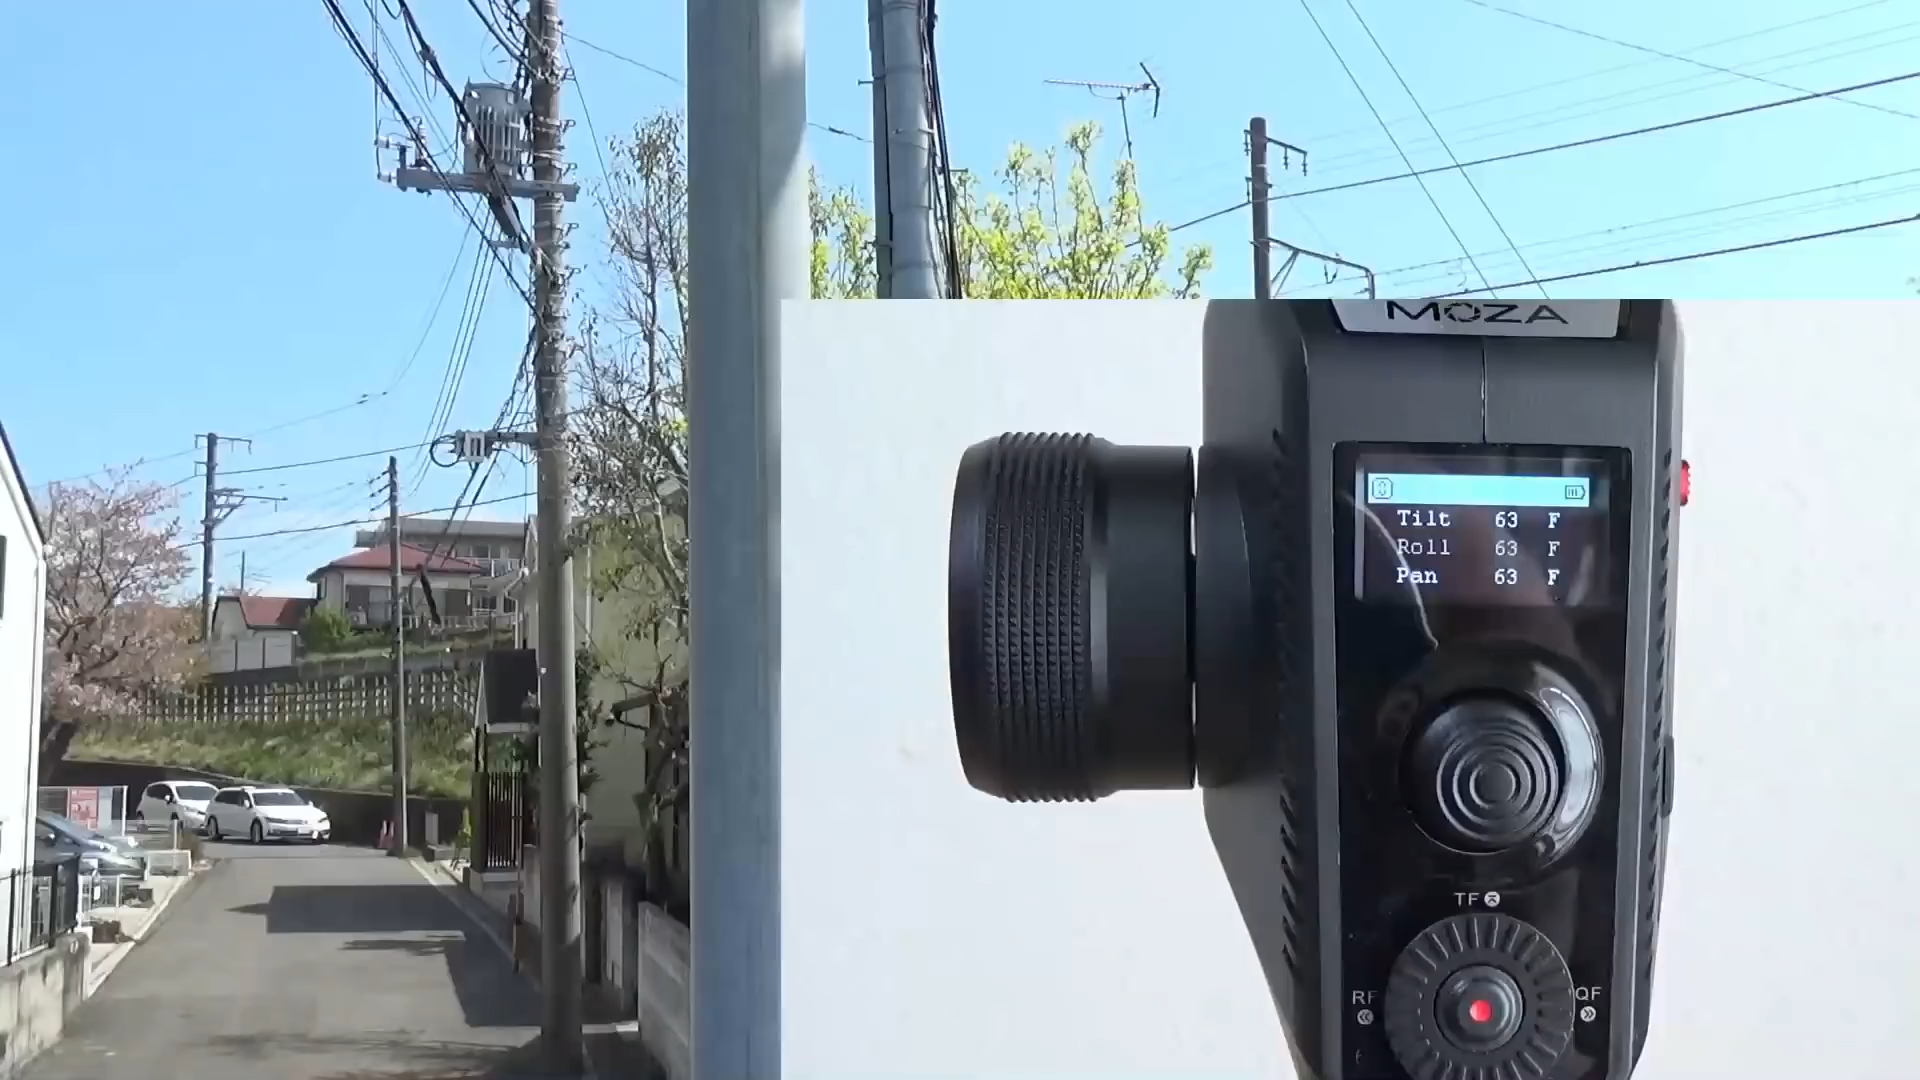 MOZA
Tilt 63 F
Roll 63 F
Pan 63 F
TF
RF
QF